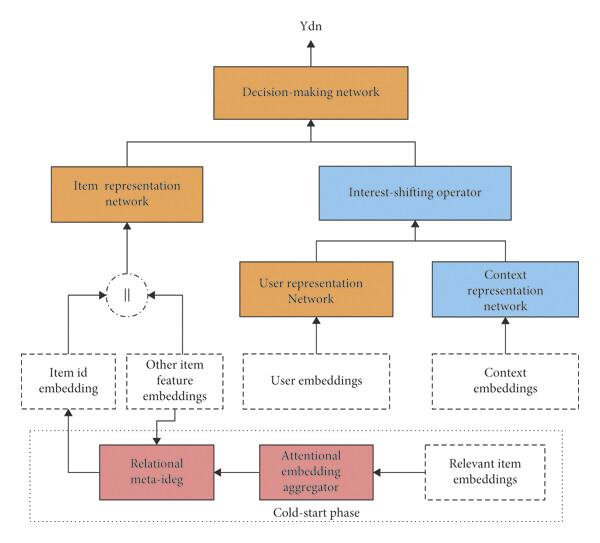 Ydn
Decision-making network
Item representation
network
Interest-shifting operator
User representation
Network
Context
representation
network
||
Item id
embedding
Other item
feature
embeddings
User embeddings
Context
embeddings
Relational
meta-ideg
Attentional
embedding
aggregator
Relevant item
embeddings
Cold-start phase